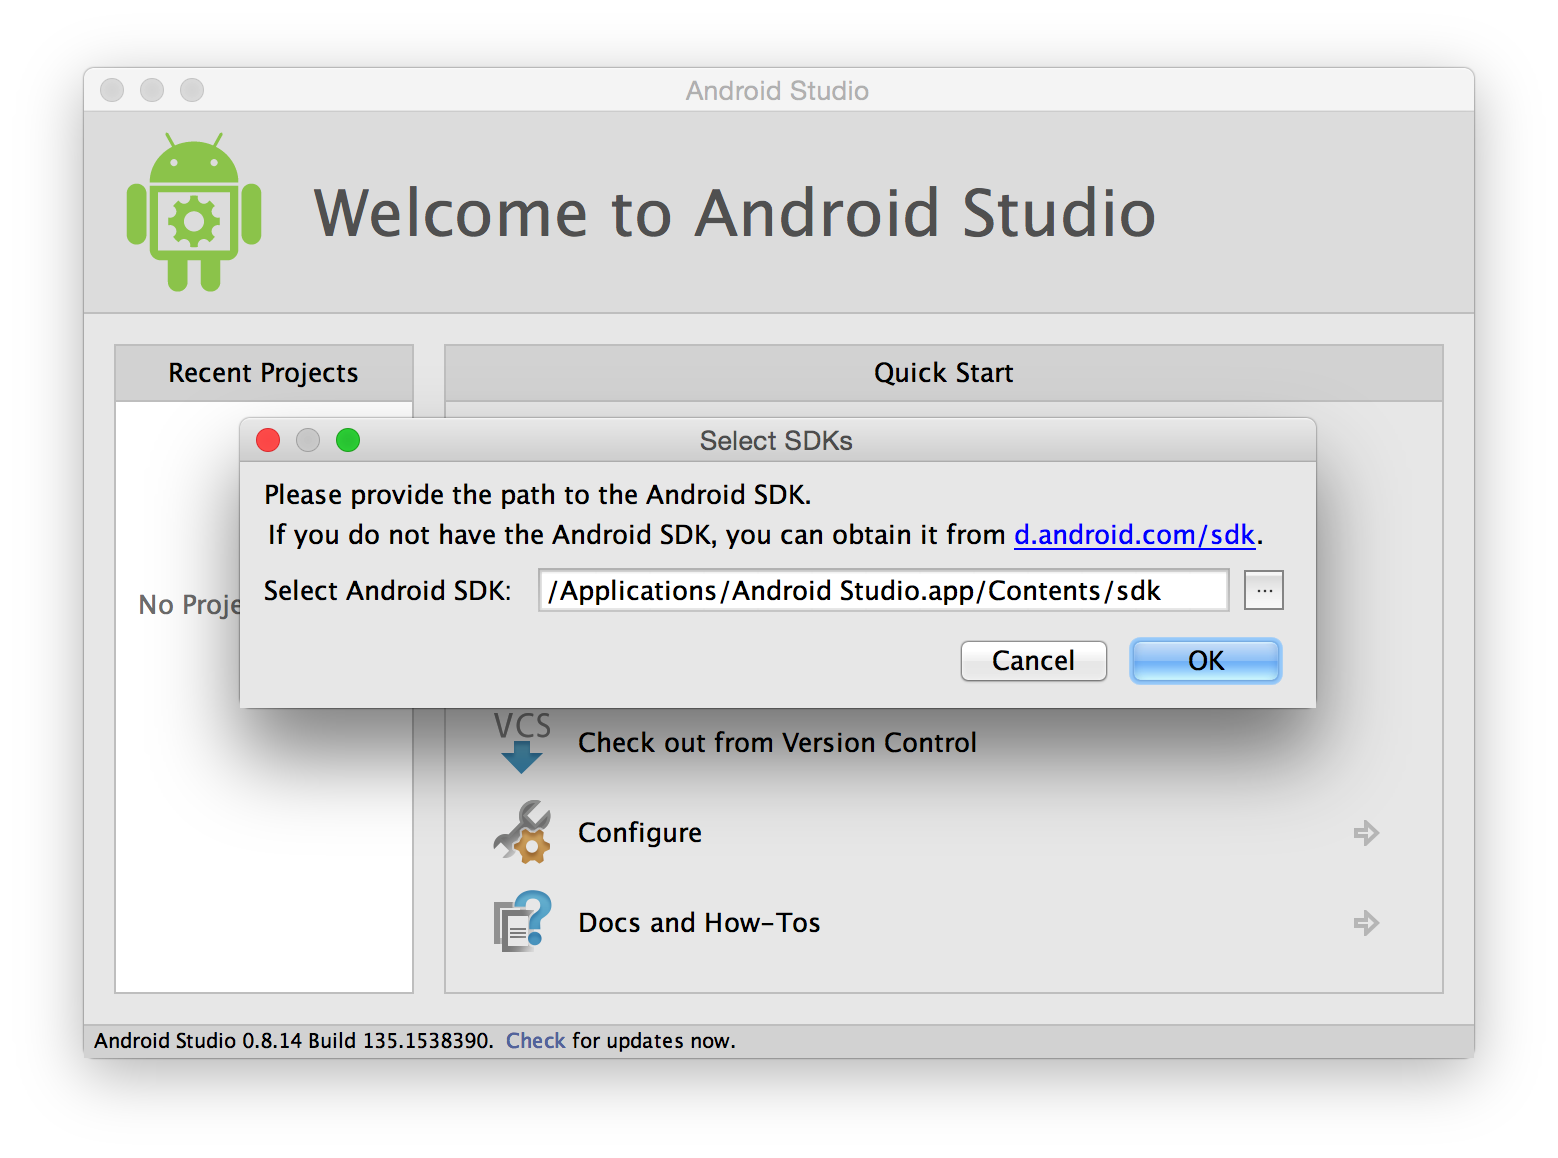 Android Studio
Welcome to Android Studio
Recent Projects
Quick Start
No Proje
Select SDKs
Please provide the path to the Android SDK.
If you do not have the Android SDK, you can obtain it from d.android.com/sdk.
Select Android SDK: /Applications/Android Studio.app/Contents/sdk ...
Cancel OK
VCS
Check out from Version Control
Configure
Docs and How-Tos
Android Studio 0.8.14 Build 135.1538390. Check for updates now.